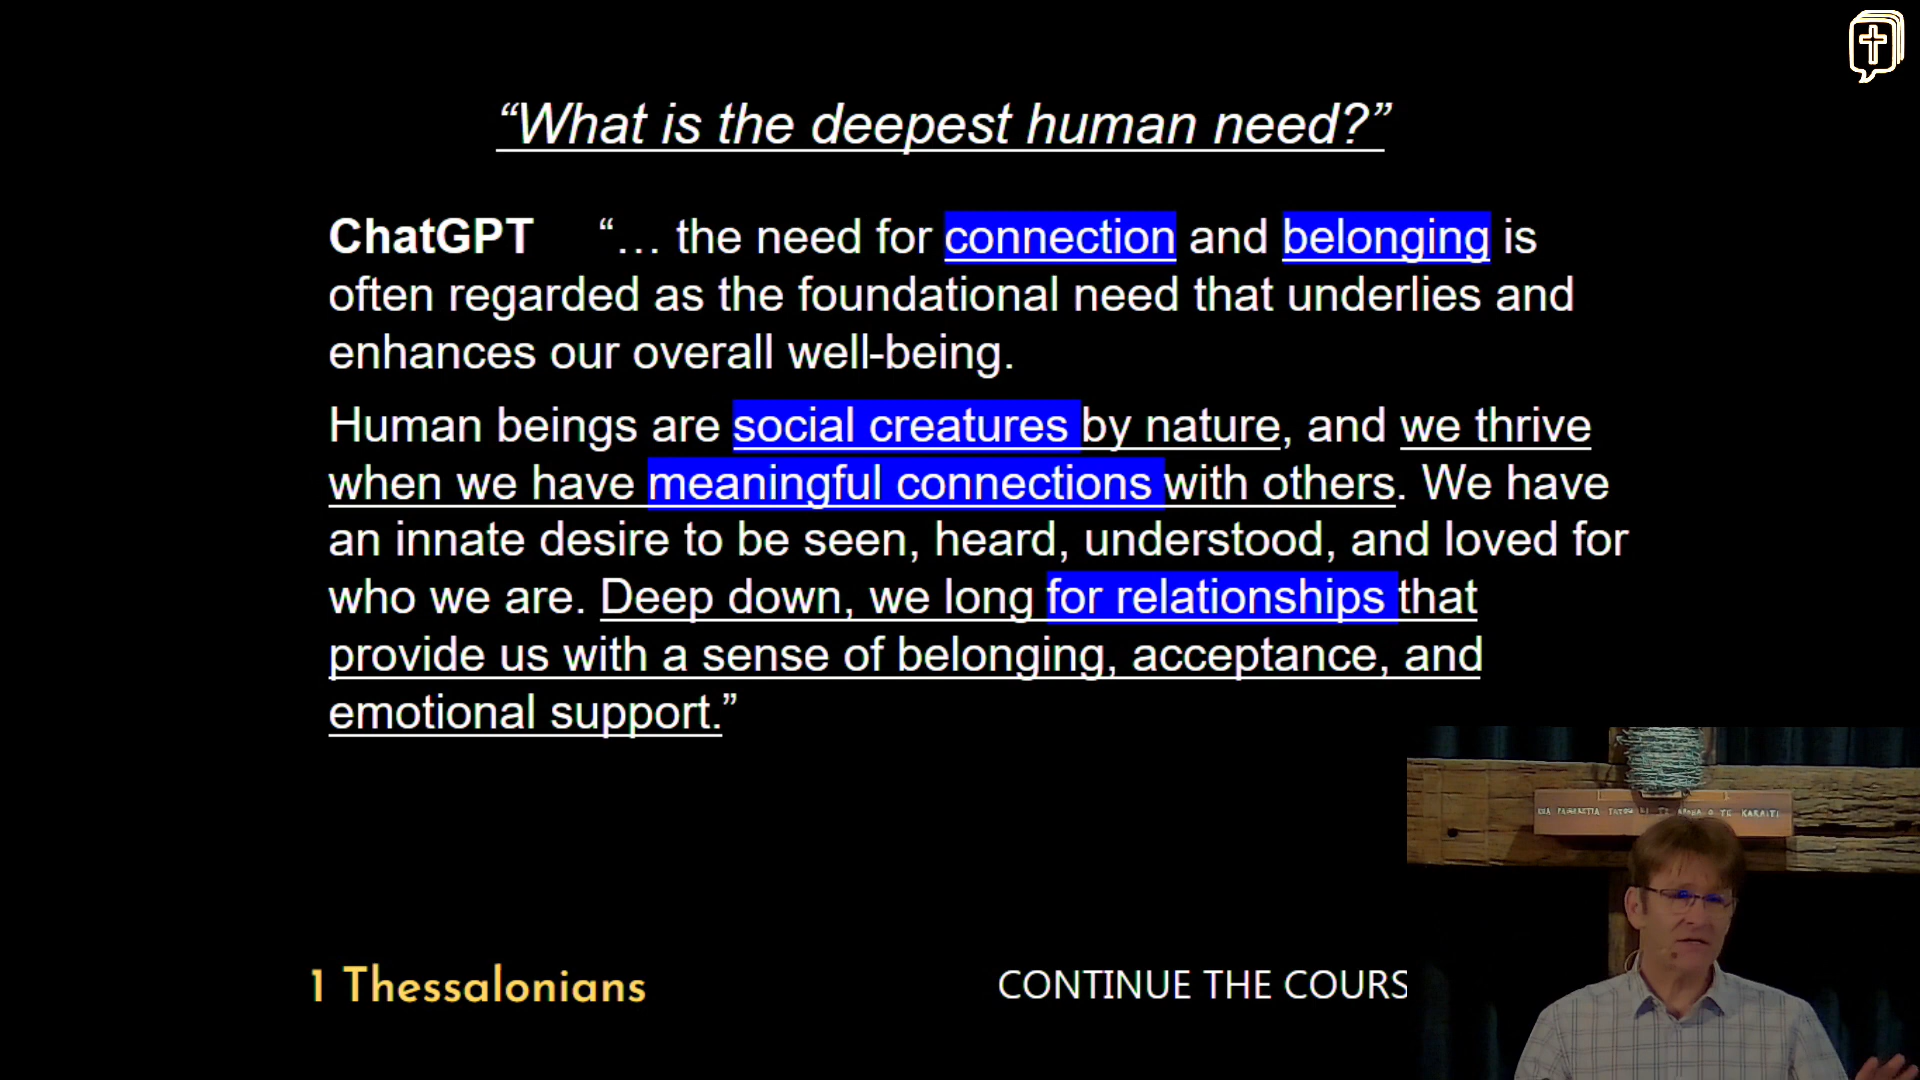 “What is the deepest human need?”
ChatGPT “… the need for connection and belonging is
often regarded as the foundational need that underlies and
enhances our overall well-being.
Human beings are social creatures by nature, and we thrive
when we have meaningful connections with others. We have
an innate desire to be seen, heard, understood, and loved for
who we are. Deep down, we long for relationships that
provide us with a sense of belonging, acceptance, and
emotional support.”
TE KARAITI
1 Thessalonians
CONTINUE THE COURS